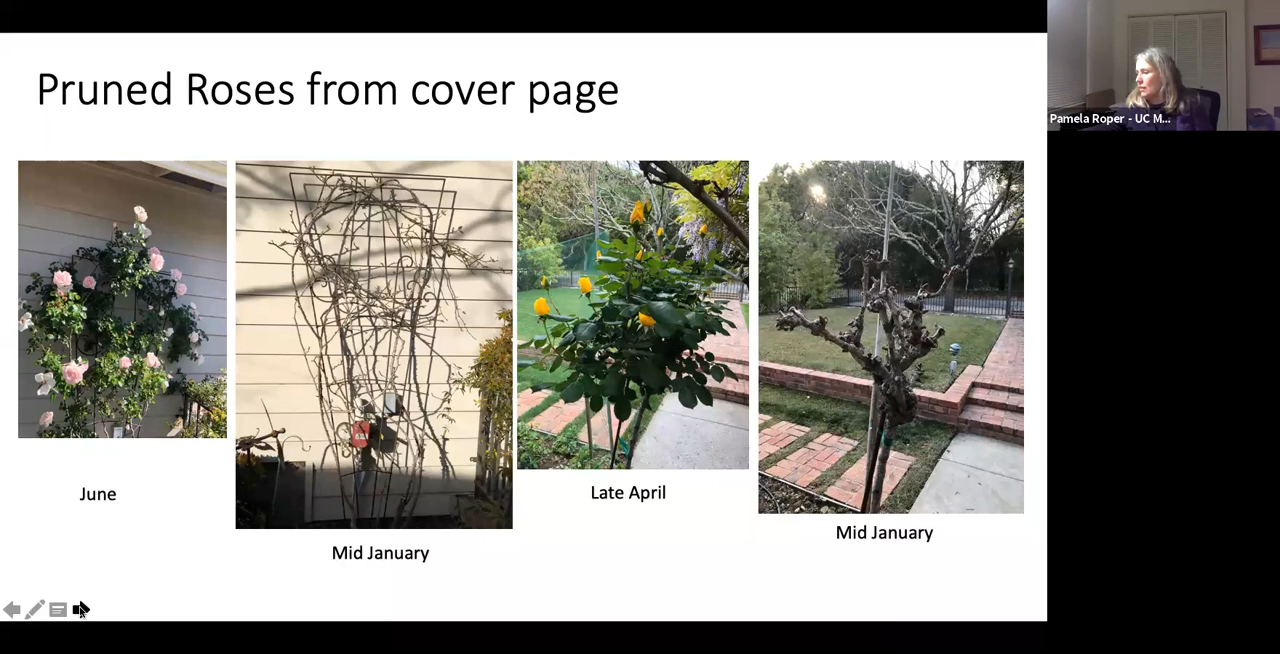 Pruned Roses from cover page
Pamela Roper - UC M...
June
Mid January
Late April
Mid January